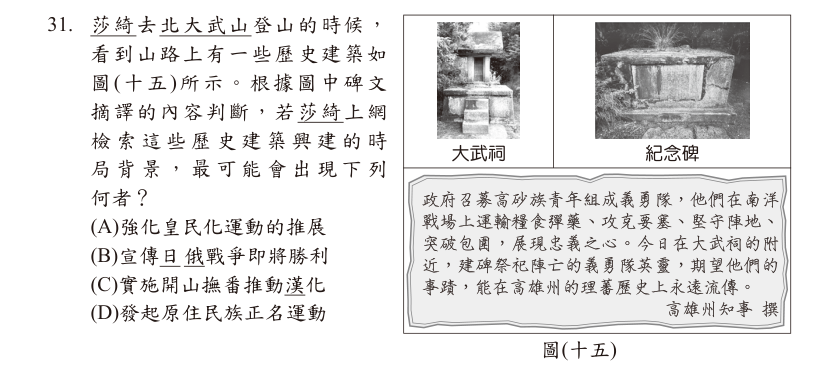 31. 莎綺去北大武山登山的時候，
看到山路上有一些歷史建築如
圖(十五)所示。根據圖中碑文
摘譯的內容判斷，若莎綺上網
檢索這些歷史建築興建的時
局背景，最可能會出現下列
何者？
(A)強化皇民化運動的推展
(B)宣傳日俄戰爭即將勝利
(C)實施開山撫番推動漢化
(D)發起原住民族正名運動
大武祠
紀念碑
政府召募高砂族青年組成義勇隊，他們在南洋
戰場上運輸糧食彈藥、攻克要塞、堅守陣地、
突破包圍，展現忠義之心。今日在大武祠的附
近，建碑祭祀陣亡的義勇隊英靈，期望他們的
事蹟，能在高雄州的理蕃歷史上永遠流傳。
高雄州知事 撰
圖(十五)